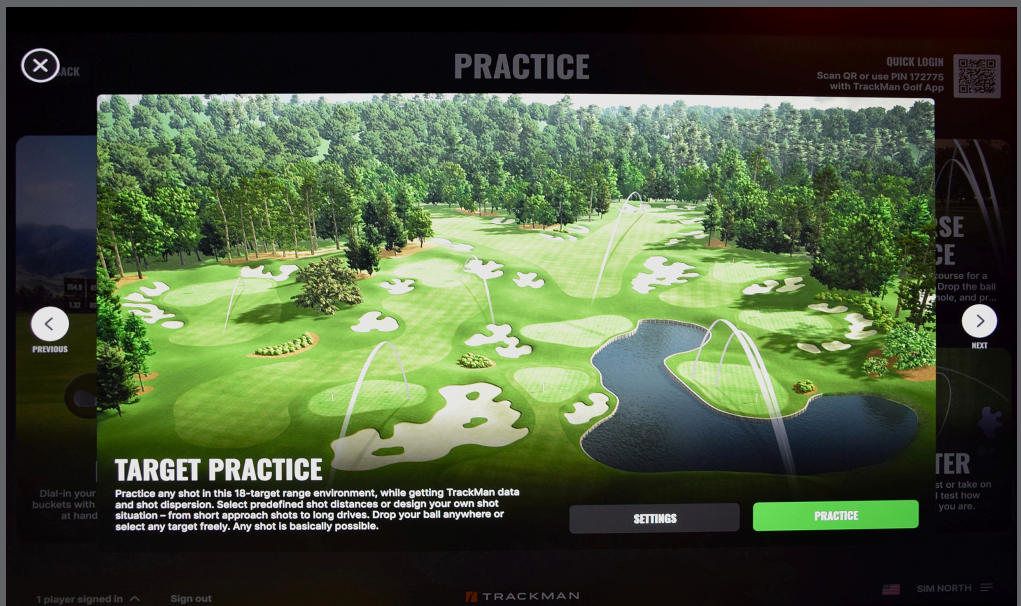 BACK
PRACTICE
QUICK LOGIN
Scan QR or use PIN 172775
with TrackMan Golf App
PREVIOUS
NEXT
course for a
Drop the ball
hole, and pr...
TARGET PRACTICE
Practice any shot in this 18-target range environment, while getting TrackMan data
and shot dispersion. Select predefined shot distances or design your own shot
situation – from short approach shots to long drives. Drop your ball anywhere or
select any target freely. Any shot is basically possible.
SETTINGS
PRACTICE
Dial-in your
buckets with
at hand
st or take on
test how
you are.
1 player signed in
Sign out
TRACKMAN
SIM NORTH